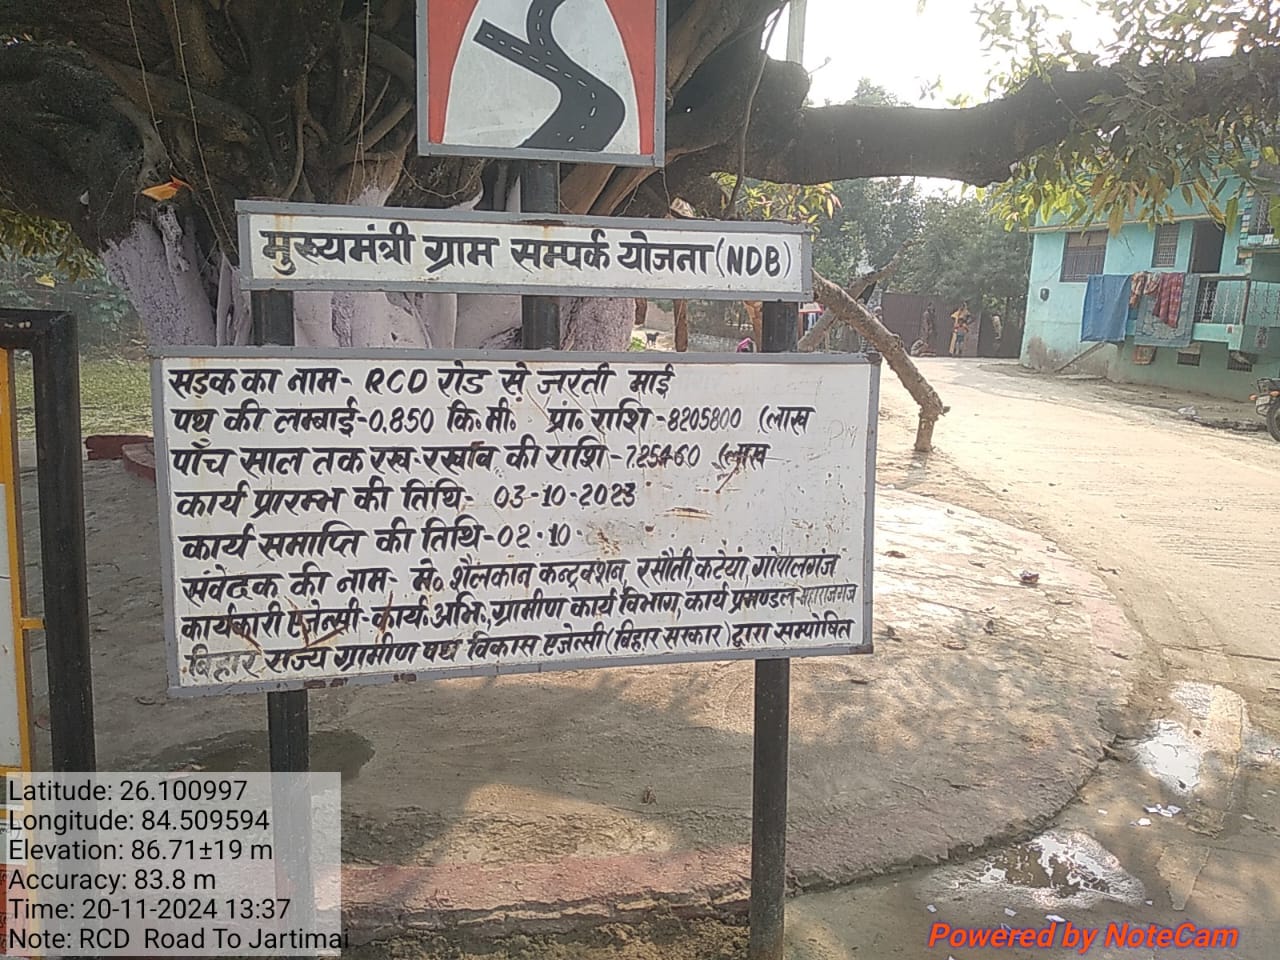 मुख्यमंत्री ग्राम सम्पर्क योजना (NDB)
सड़क का नाम- RCD रोड से जरती माई
पथ की लम्बाई-0.850 कि.मी. प्रा. राशि -8205800 (लाख
पाँच साल तक रख-रखाव की राशि -725460 (लाख
कार्य प्रारम्भ की तिथि- 03-10-2023
कार्य समाप्ति की तिथि-02-10-
संवेदक की नाम- मे. शैलकान कन्ट्रक्शन, रसौती, कटेयां, गोपालगंज
कार्यकारी एजेन्सी-कार्य. अभि., ग्रामीण कार्य विभाग, कार्य प्रमण्डल महाराजगंज
बिहार राज्य ग्रामीण पथ विकास एजेन्सी (बिहार सरकार) द्वारा सम्पोषित
Latitude: 26.100997
Longitude: 84.509594
Elevation: 86.71±19 m
Accuracy: 83.8 m
Time: 20-11-2024 13:37
Note: RCD Road To Jartimai
Powered by NoteCam